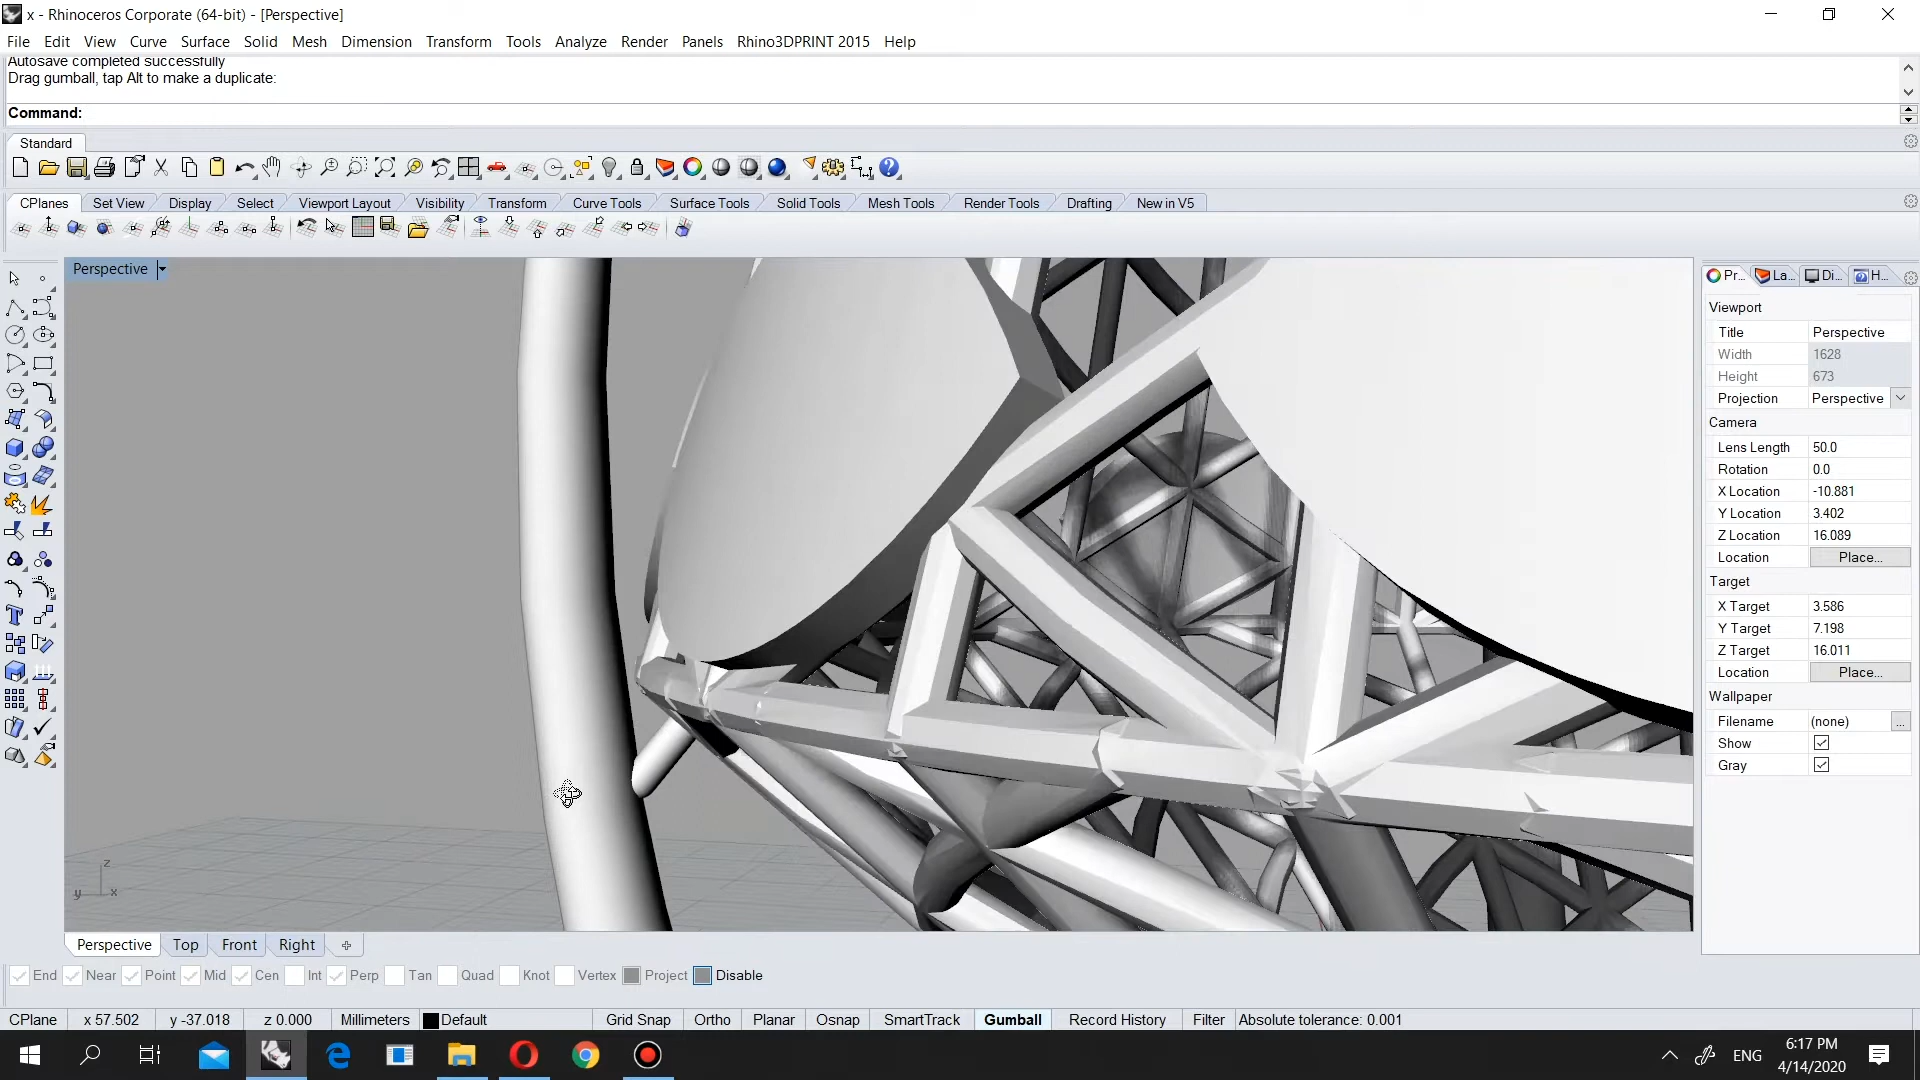 x - Rhinoceros Corporate (64-bit) - [Perspective]
File Edit View Curve Surface Solid Mesh Dimension Transform Tools Analyze Render Panels Rhino3DPRINT 2015 Help
Autosave completed successfully
Drag gumball, tap Alt to make a duplicate:
Command:
Standard
CPlanes Set View Display Select Viewport Layout Visibility Transform Curve Tools Surface Tools Solid Tools Mesh Tools Render Tools Drafting New in V5
Perspective
Pr... La... Di... H...
Viewport
Title Perspective
Width 1628
Height 673
Projection Perspective
Camera
Lens Length 50.0
Rotation 0.0
X Location -10.881
Y Location 3.402
Z Location 16.089
Location Place...
Target
X Target 3.586
Y Target 7.198
Z Target 16.011
Location Place...
Wallpaper
Filename (none) ...
Show
Gray
z
y x
Perspective Top Front Right
End Near Point Mid Cen Int Perp Tan Quad Knot Vertex Project Disable
CPlane x 57.502 y -37.018 z 0.000 Millimeters Default Grid Snap Ortho Planar Osnap SmartTrack Gumball Record History Filter Absolute tolerance: 0.001
ENG
6:17 PM
4/14/2020